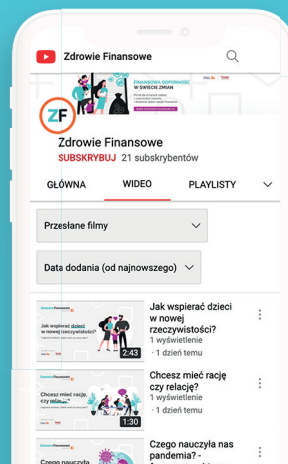 Zdrowie Finansowe
FINANSOWA ODPORNOŚĆ
W ŚWIECIE ZMIAN
ZF
Zdrowie Finansowe
SUBSKRYBUJ 21 subskrybentów
GŁÓWNA WIDEO PLAYLISTY
Przesłane filmy
Data dodania (od najnowszego)
Jak wspierać dzieci
w nowej
rzeczywistości?
1 wyświetlenie
· 1 dzień temu
Jak wspierać dzieci
w nowej rzeczywistości?
2:43
Chcesz mieć rację
czy relację?
1 wyświetlenie
· 1 dzień temu
Chcesz mieć rację,
czy relację?
1:30
Czego nauczyła nas
pandemia? -
Czego nauczyła